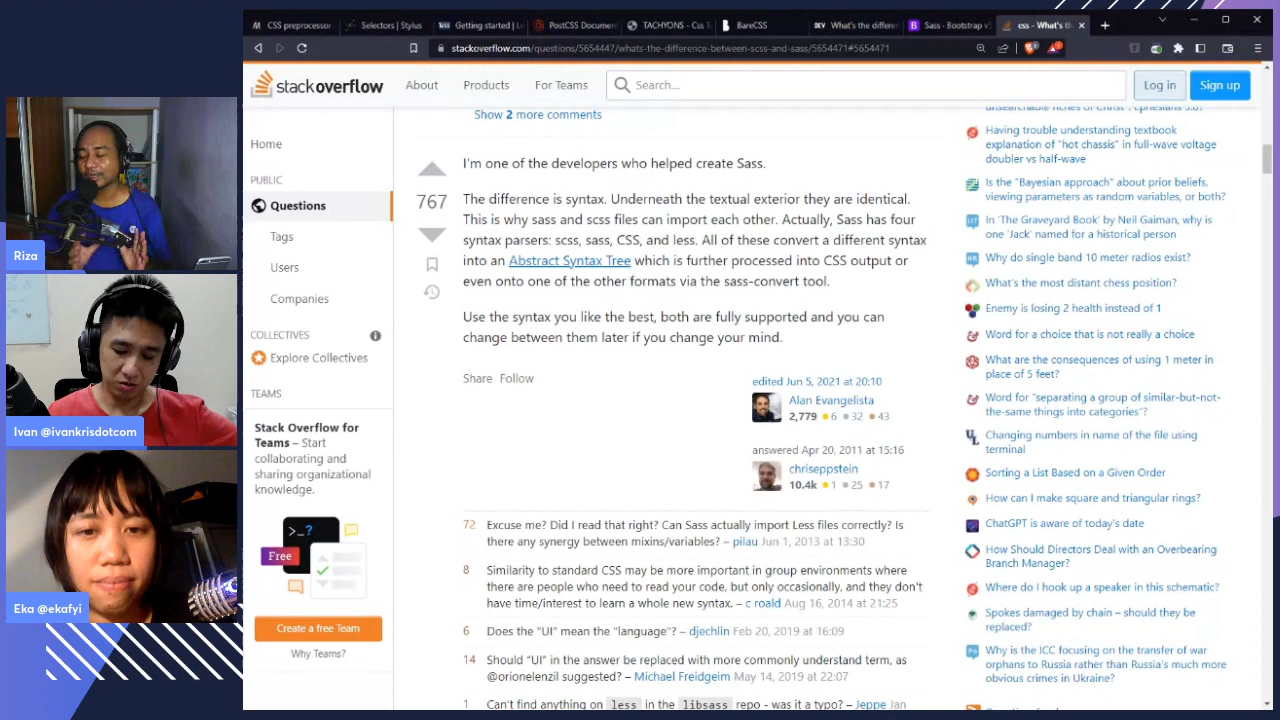 CSS preprocessor
Selectors | Stylus
Getting started | L
PostCSS Documen
TACHYONS - Css T
BareCSS
DEV What's the differen
Sass · Bootstrap v5
css - What's th
stackoverflow.com/questions/5654447/whats-the-difference-between-scss-and-sass/5654471#5654471
stackoverflow
About
Products
For Teams
Search...
Log in
Sign up
Home
PUBLIC
Questions
Tags
Users
Companies
COLLECTIVES
Explore Collectives
TEAMS
Stack Overflow for
Teams – Start
collaborating and
sharing organizational
knowledge.
>_?
Free
Create a free Team
Why Teams?
Show 2 more comments
767
I'm one of the developers who helped create Sass.
The difference is syntax. Underneath the textual exterior they are identical.
This is why sass and scss files can import each other. Actually, Sass has four
syntax parsers: scss, sass, CSS, and less. All of these convert a different syntax
into an Abstract Syntax Tree which is further processed into CSS output or
even onto one of the other formats via the sass-convert tool.
Use the syntax you like the best, both are fully supported and you can
change between them later if you change your mind.
Share Follow
edited Jun 5, 2021 at 20:10
Alan Evangelista
2,779 6 32 43
answered Apr 20, 2011 at 15:16
chriseppstein
10.4k 1 25 17
72 Excuse me? Did I read that right? Can Sass actually import Less files correctly? Is
there any synergy between mixins/variables? – pilau Jun 1, 2013 at 13:30
8 Similarity to standard CSS may be more important in group environments where
there are people who need to read your code, but only occasionally, and they don't
have time/interest to learn a whole new syntax. – c roald Aug 16, 2014 at 21:25
6 Does the "UI" mean the "language"? – djechlin Feb 20, 2019 at 16:09
14 Should "UI" in the answer be replaced with more commonly understood term, as
@orionelenzil suggested? – Michael Freidgeim May 14, 2019 at 22:07
1 Can't find anything on less in the libsass repo - was it a typo? – Jeppe Jan
unsearchable riches of Christ". Ephesians 3:8?
Having trouble understanding textbook
explanation of "hot chassis" in full-wave voltage
doubler vs half-wave
Is the "Bayesian approach" about prior beliefs,
viewing parameters as random variables, or both?
In 'The Graveyard Book' by Neil Gaiman, why is
one 'Jack' named for a historical person
Why do single band 10 meter radios exist?
What's the most distant chess position?
Enemy is losing 2 health instead of 1
Word for a choice that is not really a choice
What are the consequences of using 1 meter in
place of 5 feet?
Word for "separating a group of similar-but-not-
the-same things into categories"?
Changing numbers in name of the file using
terminal
Sorting a List Based on a Given Order
How can I make square and triangular rings?
ChatGPT is aware of today's date
How Should Directors Deal with an Overbearing
Branch Manager?
Where do I hook up a speaker in this schematic?
Spokes damaged by chain – should they be
replaced?
Why is the ICC focusing on the transfer of war
orphans to Russia rather than Russia's much more
obvious crimes in Ukraine?
Riza
Ivan @ivankrisdotcom
Eka @ekafyi